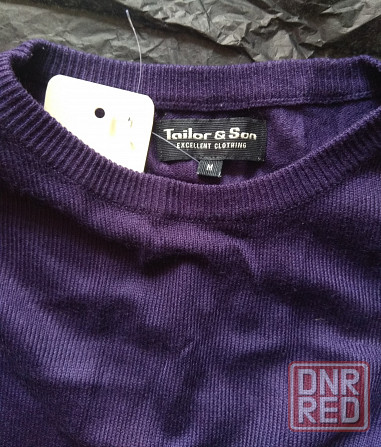 Tailor & Son
EXCELLENT CLOTHING
M
DNR
RED